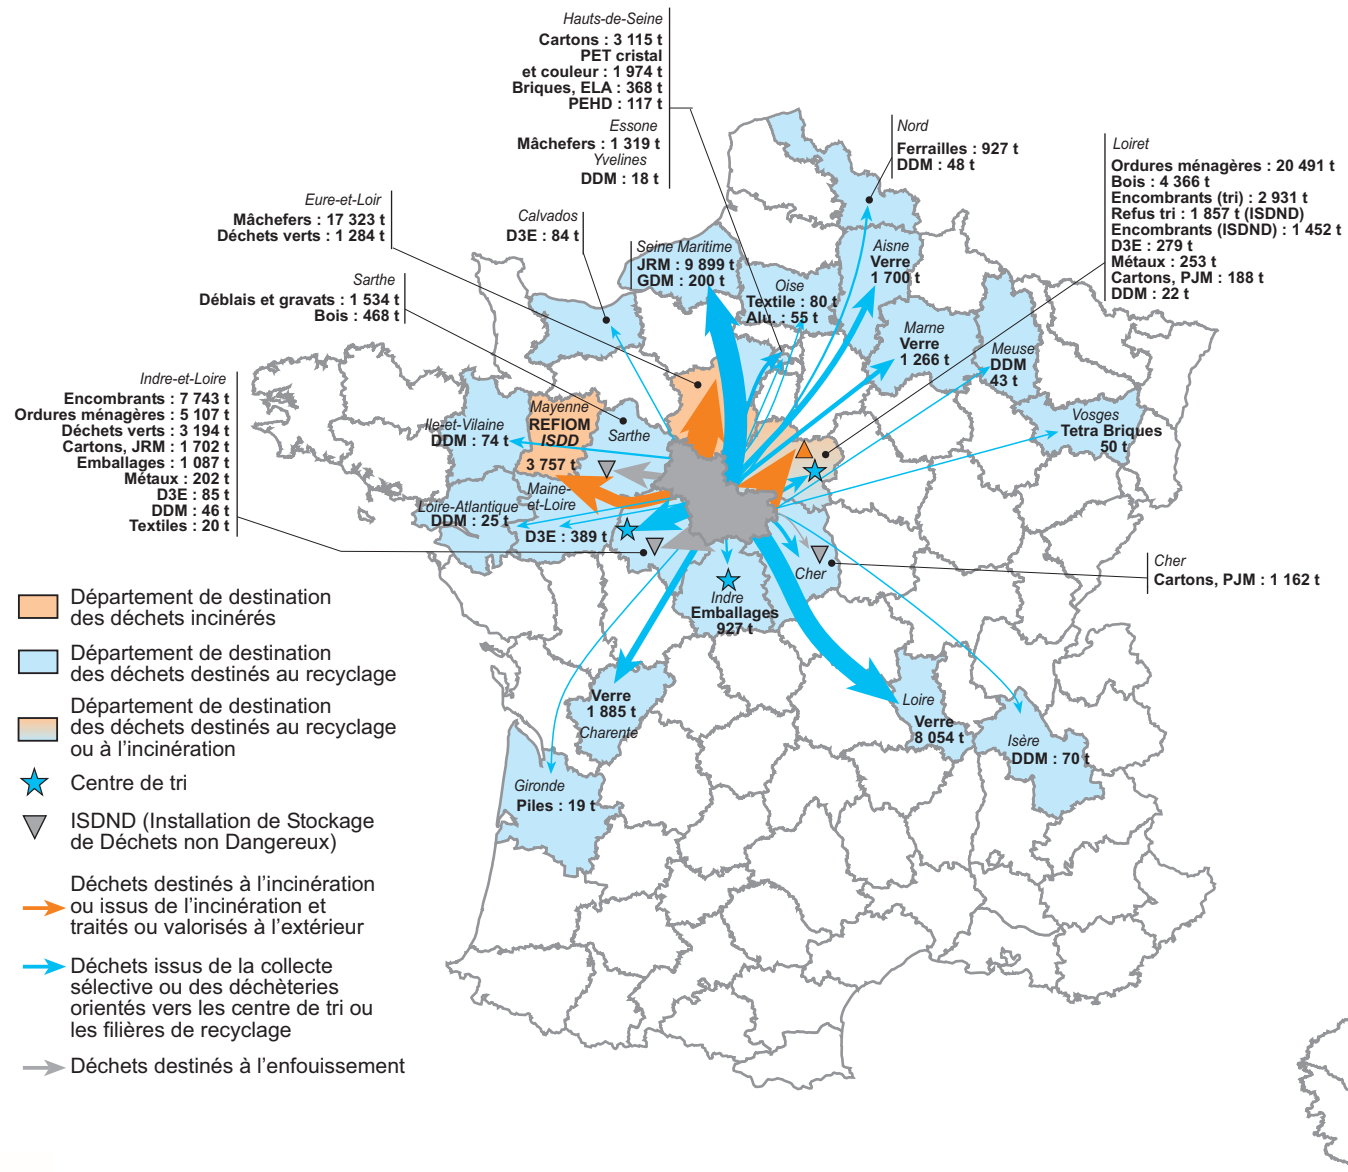 Hauts-de-Seine
Cartons : 3 115 t
PET cristal
et couleur : 1 974 t
Briques, ELA : 368 t
PEHD : 117 t
Essone
Mâchefers : 1 319 t
Yvelines
DDM : 18 t
Nord
Ferrailles : 927 t
DDM : 48 t
Loiret
Ordures ménagères : 20 491 t
Bois : 4 366 t
Encombrants (tri) : 2 931 t
Refus tri : 1 857 t (ISDND)
Encombrants (ISDND) : 1 452 t
D3E : 279 t
Métaux : 253 t
Cartons, PJM : 188 t
DDM : 22 t
Eure-et-Loir
Mâchefers : 17 323 t
Déchets verts : 1 284 t
Calvados
D3E : 84 t
Seine Maritime
JRM : 9 899 t
GDM : 200 t
Oise
Textile : 80 t
Alu. : 55 t
Aisne
Verre
1 700 t
Sarthe
Déblais et gravats : 1 534 t
Bois : 468 t
Marne
Verre
1 266 t
Meuse
DDM
43 t
Vosges
Tetra Briques
50 t
Indre-et-Loire
Encombrants : 7 743 t
Ordures ménagères : 5 107 t
Déchets verts : 3 194 t
Cartons, JRM : 1 702 t
Emballages : 1 087 t
Métaux : 202 t
D3E : 85 t
DDM : 46 t
Textiles : 20 t
Ile-et-Vilaine
DDM : 74 t
Mayenne
REFIOM
ISDD
3 757 t
Sarthe
Loire-Atlantique
DDM : 25 t
Maine-
et-Loire
D3E : 389 t
Cher
Cher
Cartons, PJM : 1 162 t
Indre
Emballages
927 t
Verre
1 885 t
Charente
Loire
Verre
8 054 t
Isère
DDM : 70 t
Gironde
Piles : 19 t
Département de destination
des déchets incinérés
Département de destination
des déchets destinés au recyclage
Département de destination
des déchets destinés au recyclage
ou à l'incinération
Centre de tri
ISDND (Installation de Stockage
de Déchets non Dangereux)
Déchets destinés à l'incinération
ou issus de l'incinération et
traités ou valorisés à l'extérieur
Déchets issus de la collecte
sélective ou des déchèteries
orientés vers les centre de tri ou
les filières de recyclage
Déchets destinés à l'enfouissement